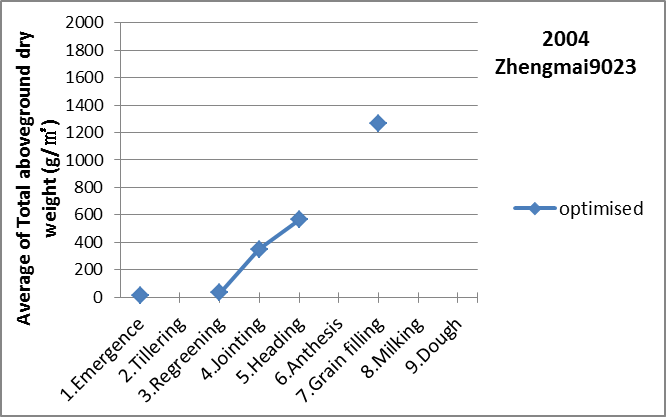 2004
Zhengmai9023
Average of Total aboveground dry
weight (g/㎡)
2000
1800
1600
1400
1200
1000
800
600
400
200
0
1.Emergence
2.Tillering
3.Regreening
4.Jointing
5.Heading
6.Anthesis
7.Grain filling
8.Milking
9.Dough
optimised